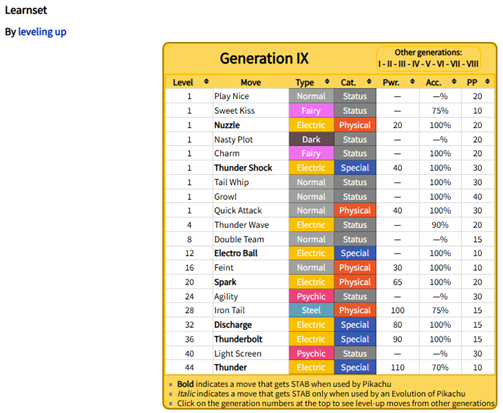 Learnset
By leveling up
Generation IX
Other generations:
I - II - III - IV - V - VI - VII - VIII
Level Move Type Cat. Pwr. Acc. PP
1 Play Nice Normal Status — —% 20
1 Sweet Kiss Fairy Status — 75% 10
1 Nuzzle Electric Physical 20 100% 20
1 Nasty Plot Dark Status — —% 20
1 Charm Fairy Status — 100% 20
1 Thunder Shock Electric Special 40 100% 30
1 Tail Whip Normal Status — 100% 30
1 Growl Normal Status — 100% 40
1 Quick Attack Normal Physical 40 100% 30
4 Thunder Wave Electric Status — 90% 20
8 Double Team Normal Status — —% 15
12 Electro Ball Electric Special — 100% 10
16 Feint Normal Physical 30 100% 10
20 Spark Electric Physical 65 100% 20
24 Agility Psychic Status — —% 30
28 Iron Tail Steel Physical 100 75% 15
32 Discharge Electric Special 80 100% 15
36 Thunderbolt Electric Special 90 100% 15
40 Light Screen Psychic Status — —% 30
44 Thunder Electric Special 110 70% 10
Bold indicates a move that gets STAB when used by Pikachu
Italic indicates a move that gets STAB only when used by an Evolution of Pikachu
Click on the generation numbers at the top to see level-up moves from other generations